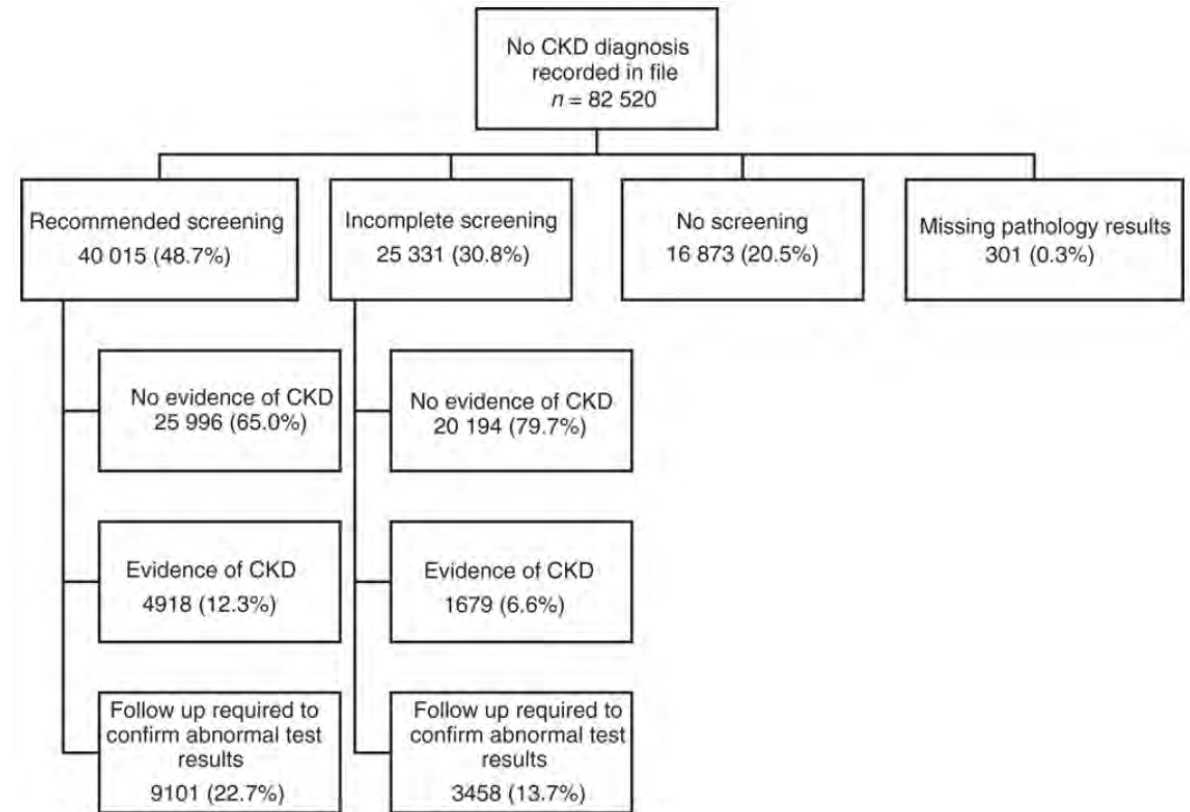 No CKD diagnosis
recorded in file
n = 82 520
Recommended screening
40 015 (48.7%)
Incomplete screening
25 331 (30.8%)
No screening
16 873 (20.5%)
Missing pathology results
301 (0.3%)
No evidence of CKD
25 996 (65.0%)
Evidence of CKD
4918 (12.3%)
Follow up required to
confirm abnormal test
results
9101 (22.7%)
No evidence of CKD
20 194 (79.7%)
Evidence of CKD
1679 (6.6%)
Follow up required to
confirm abnormal test
results
3458 (13.7%)